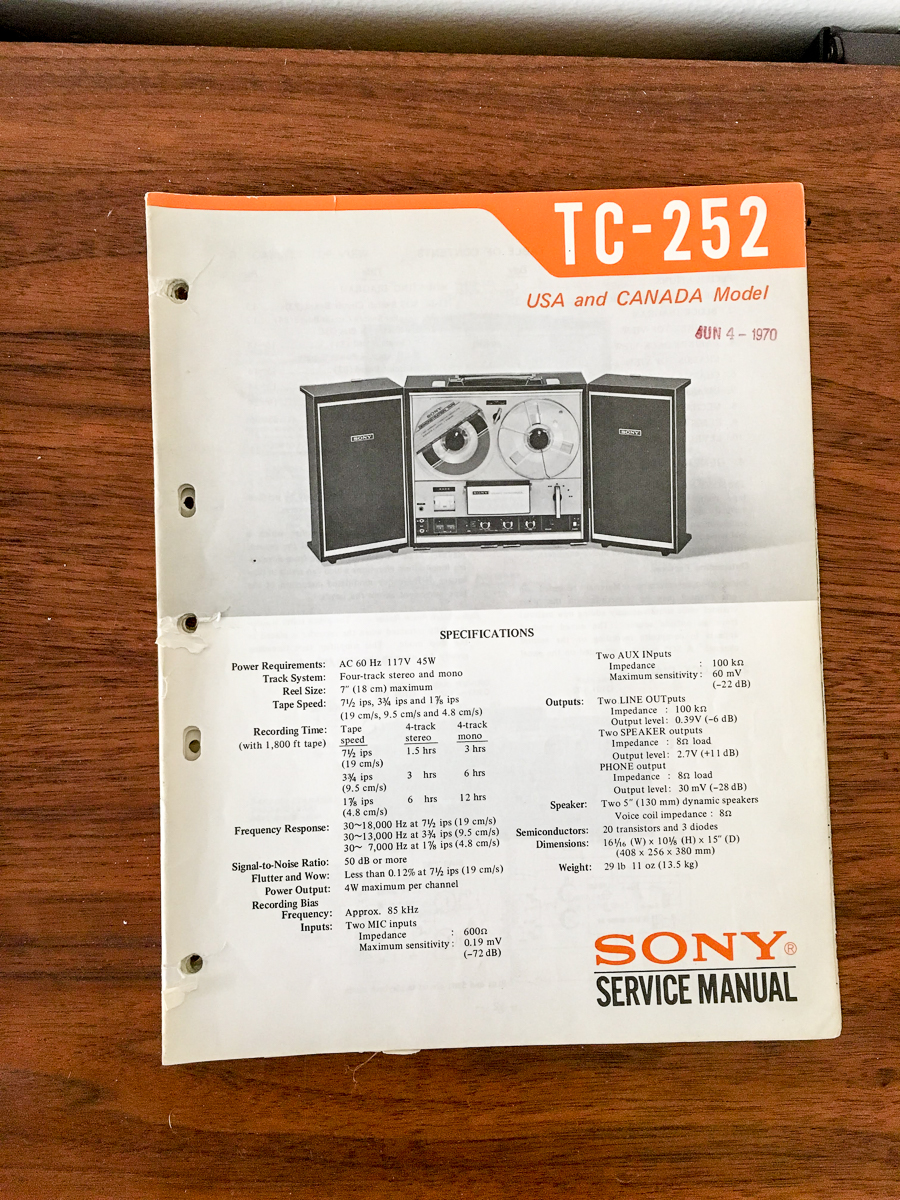 TC-252
USA and CANADA Model
JUN 4 - 1970
SONY
SONY
SONY
SPECIFICATIONS
Power Requirements: AC 60 Hz 117V 45W
Track System: Four-track stereo and mono
Reel Size: 7" (18 cm) maximum
Tape Speed: 7½ ips, 3¾ ips and 1⅞ ips
(19 cm/s, 9.5 cm/s and 4.8 cm/s)
Recording Time: Tape 4-track 4-track
(with 1,800 ft tape) speed stereo mono
7½ ips 1.5 hrs 3 hrs
(19 cm/s)
3¾ ips 3 hrs 6 hrs
(9.5 cm/s)
1⅞ ips 6 hrs 12 hrs
(4.8 cm/s)
Frequency Response: 30~18,000 Hz at 7½ ips (19 cm/s)
30~13,000 Hz at 3¾ ips (9.5 cm/s)
30~ 7,000 Hz at 1⅞ ips (4.8 cm/s)
Signal-to-Noise Ratio: 50 dB or more
Flutter and Wow: Less than 0.12% at 7½ ips (19 cm/s)
Power Output: 4W maximum per channel
Recording Bias
Frequency: Approx. 85 kHz
Inputs: Two MIC inputs
Impedance : 600Ω
Maximum sensitivity : 0.19 mV
(-72 dB)
Two AUX INputs
Impedance : 100 kΩ
Maximum sensitivity : 60 mV
(-22 dB)
Outputs: Two LINE OUTputs
Impedance : 100 kΩ
Output level : 0.39V (-6 dB)
Two SPEAKER outputs
Impedance : 8Ω load
Output level : 2.7V (+11 dB)
PHONE output
Impedance : 8Ω load
Output level : 30 mV (-28 dB)
Speaker: Two 5" (130 mm) dynamic speakers
Voice coil impedance : 8Ω
Semiconductors: 20 transistors and 3 diodes
Dimensions: 16 1/16 (W) x 10⅛ (H) x 15" (D)
(408 x 256 x 380 mm)
Weight: 29 lb 11 oz (13.5 kg)
SONY®
SERVICE MANUAL